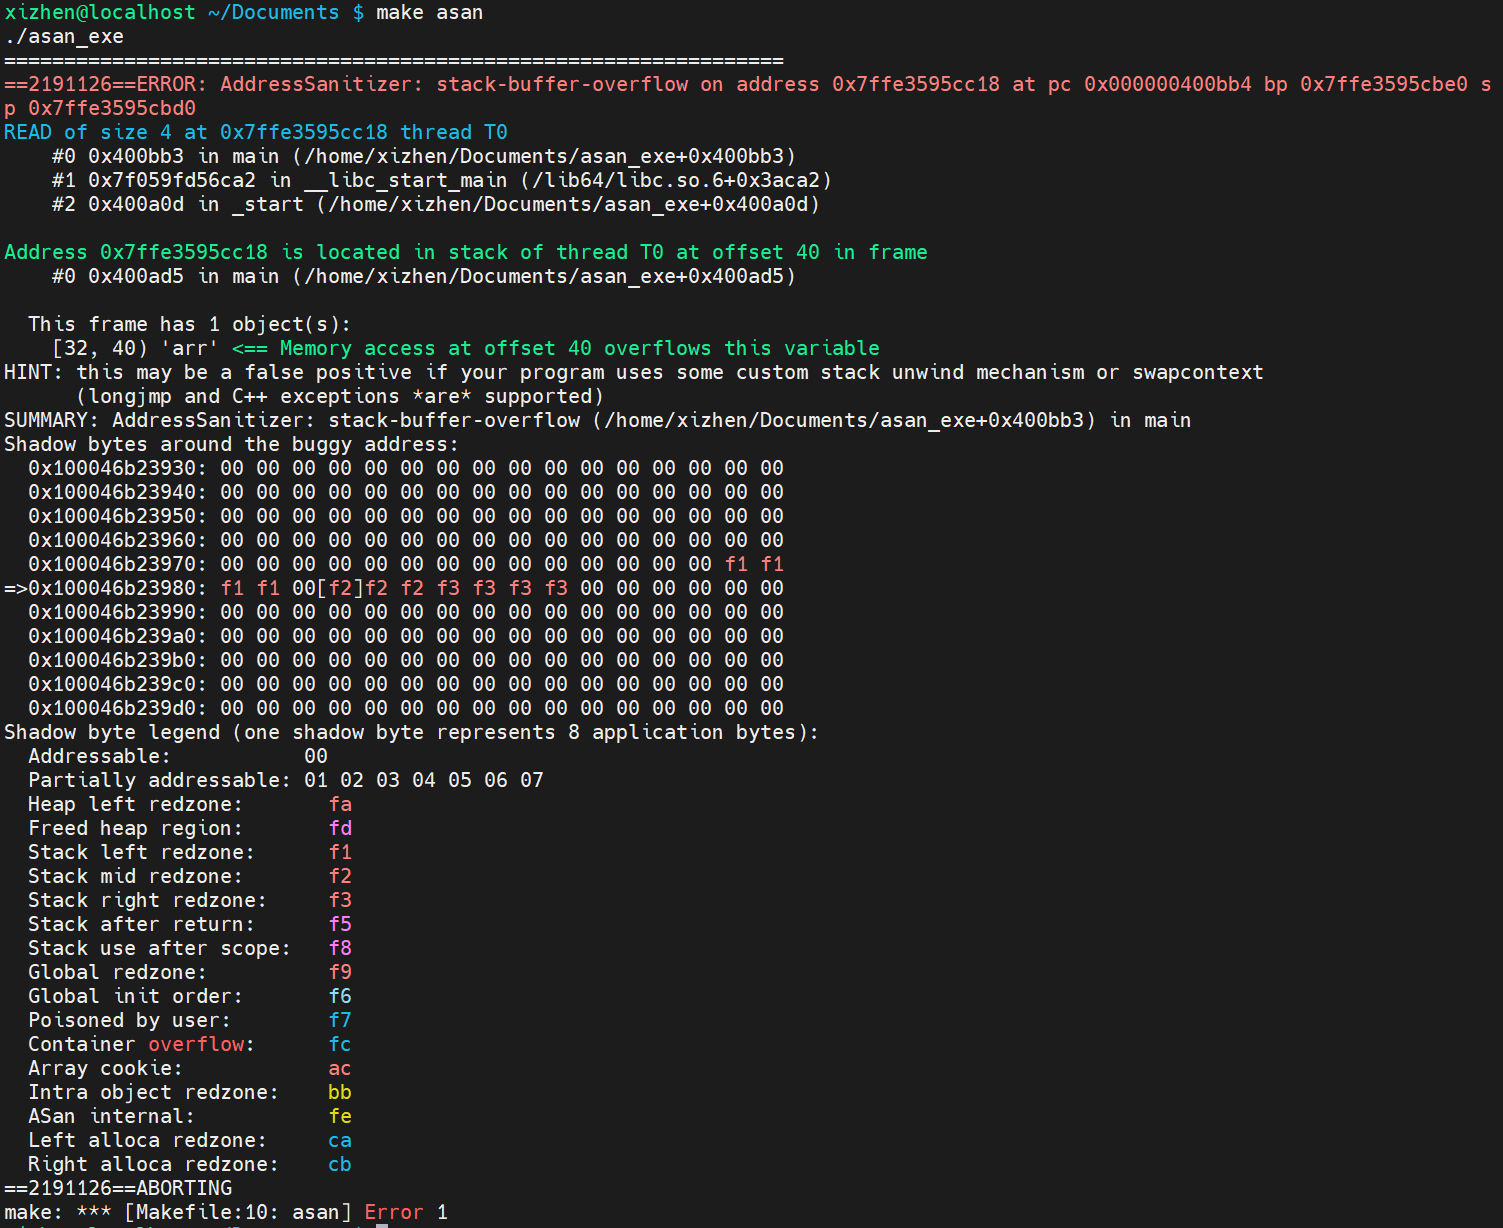 xizhen@localhost ~/Documents $ make asan
./asan_exe
=================================================================
==2191126==ERROR: AddressSanitizer: stack-buffer-overflow on address 0x7ffe3595cc18 at pc 0x000000400bb4 bp 0x7ffe3595cbe0 s
p 0x7ffe3595cbd0
READ of size 4 at 0x7ffe3595cc18 thread T0
    #0 0x400bb3 in main (/home/xizhen/Documents/asan_exe+0x400bb3)
    #1 0x7f059fd56ca2 in __libc_start_main (/lib64/libc.so.6+0x3aca2)
    #2 0x400a0d in _start (/home/xizhen/Documents/asan_exe+0x400a0d)

Address 0x7ffe3595cc18 is located in stack of thread T0 at offset 40 in frame
    #0 0x400ad5 in main (/home/xizhen/Documents/asan_exe+0x400ad5)

  This frame has 1 object(s):
    [32, 40) 'arr' <== Memory access at offset 40 overflows this variable
HINT: this may be a false positive if your program uses some custom stack unwind mechanism or swapcontext
      (longjmp and C++ exceptions *are* supported)
SUMMARY: AddressSanitizer: stack-buffer-overflow (/home/xizhen/Documents/asan_exe+0x400bb3) in main
Shadow bytes around the buggy address:
  0x100046b23930: 00 00 00 00 00 00 00 00 00 00 00 00 00 00 00 00
  0x100046b23940: 00 00 00 00 00 00 00 00 00 00 00 00 00 00 00 00
  0x100046b23950: 00 00 00 00 00 00 00 00 00 00 00 00 00 00 00 00
  0x100046b23960: 00 00 00 00 00 00 00 00 00 00 00 00 00 00 00 00
  0x100046b23970: 00 00 00 00 00 00 00 00 00 00 00 00 00 00 f1 f1
=>0x100046b23980: f1 f1 00[f2]f2 f2 f3 f3 f3 f3 00 00 00 00 00 00
  0x100046b23990: 00 00 00 00 00 00 00 00 00 00 00 00 00 00 00 00
  0x100046b239a0: 00 00 00 00 00 00 00 00 00 00 00 00 00 00 00 00
  0x100046b239b0: 00 00 00 00 00 00 00 00 00 00 00 00 00 00 00 00
  0x100046b239c0: 00 00 00 00 00 00 00 00 00 00 00 00 00 00 00 00
  0x100046b239d0: 00 00 00 00 00 00 00 00 00 00 00 00 00 00 00 00
Shadow byte legend (one shadow byte represents 8 application bytes):
  Addressable:           00
  Partially addressable: 01 02 03 04 05 06 07
  Heap left redzone:       fa
  Freed heap region:       fd
  Stack left redzone:      f1
  Stack mid redzone:       f2
  Stack right redzone:     f3
  Stack after return:      f5
  Stack use after scope:   f8
  Global redzone:          f9
  Global init order:       f6
  Poisoned by user:        f7
  Container overflow:      fc
  Array cookie:            ac
  Intra object redzone:    bb
  ASan internal:           fe
  Left alloca redzone:     ca
  Right alloca redzone:    cb
==2191126==ABORTING
make: *** [Makefile:10: asan] Error 1